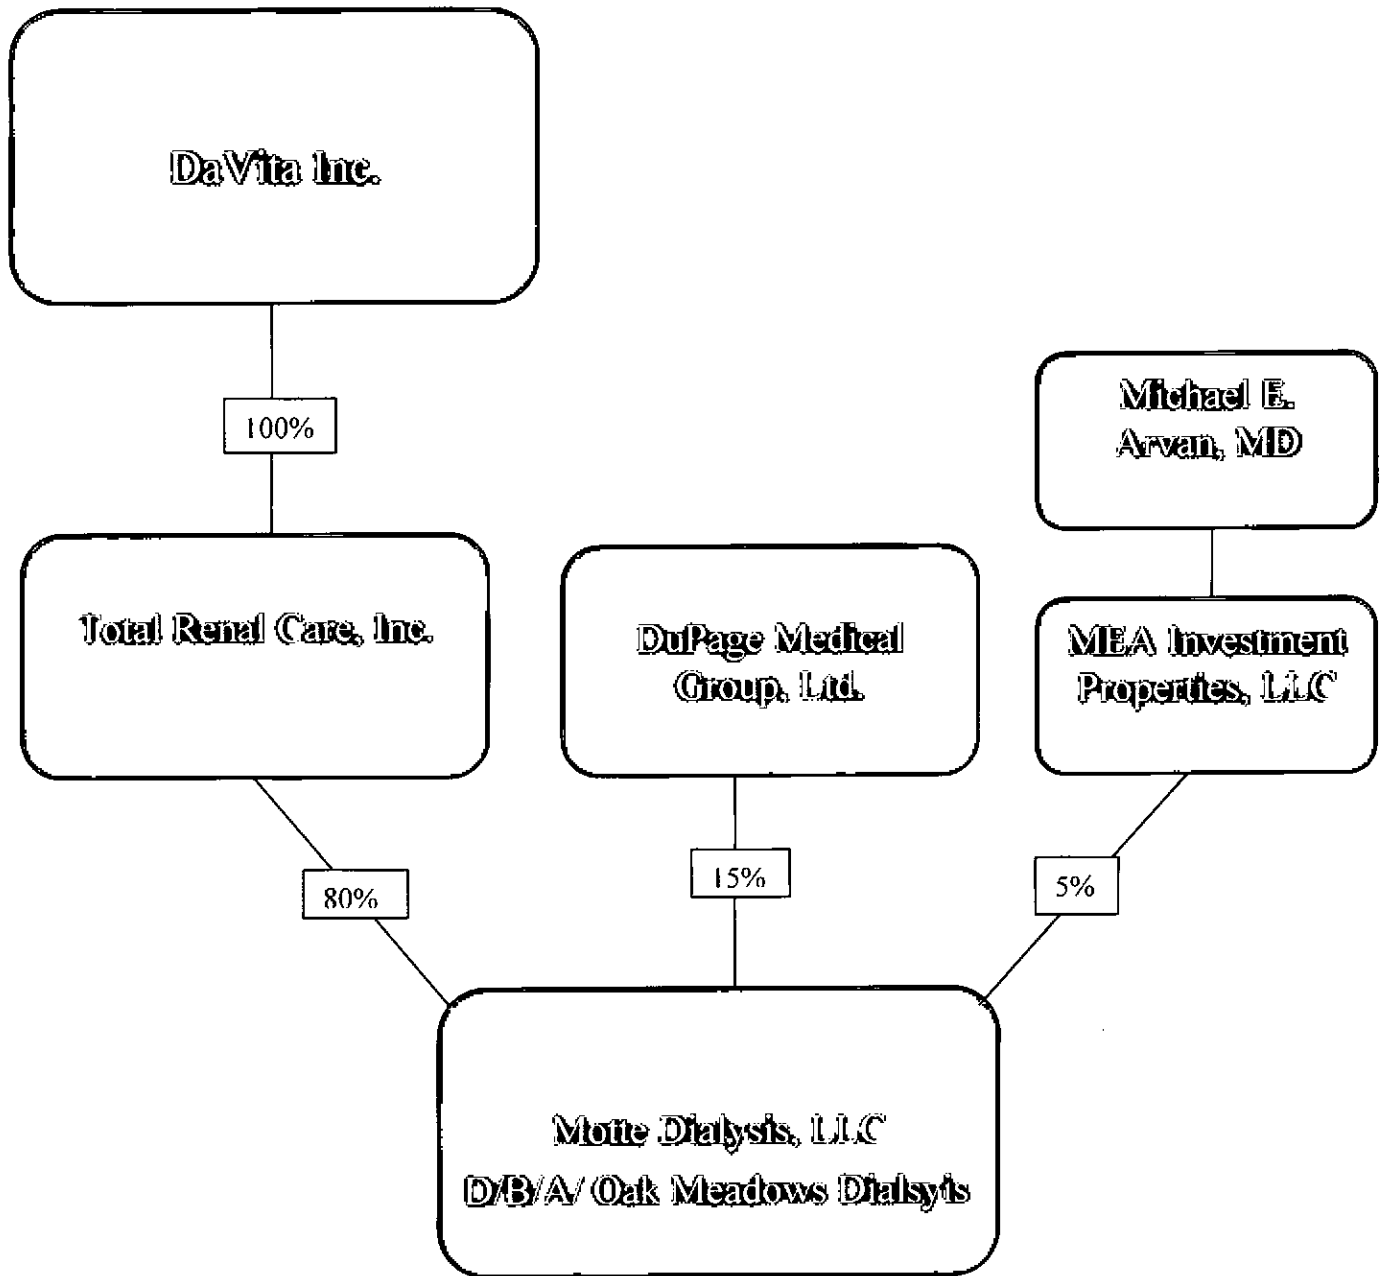 DaVita Inc.
100%
Michael E.
Arvan, MD
Total Renal Care, Inc.
DuPage Medical
Group, Ltd.
MEA Investment
Properties, LLC
80%
15%
5%
Motte Dialysis, LLC
D/B/A/ Oak Meadows Dialsyis